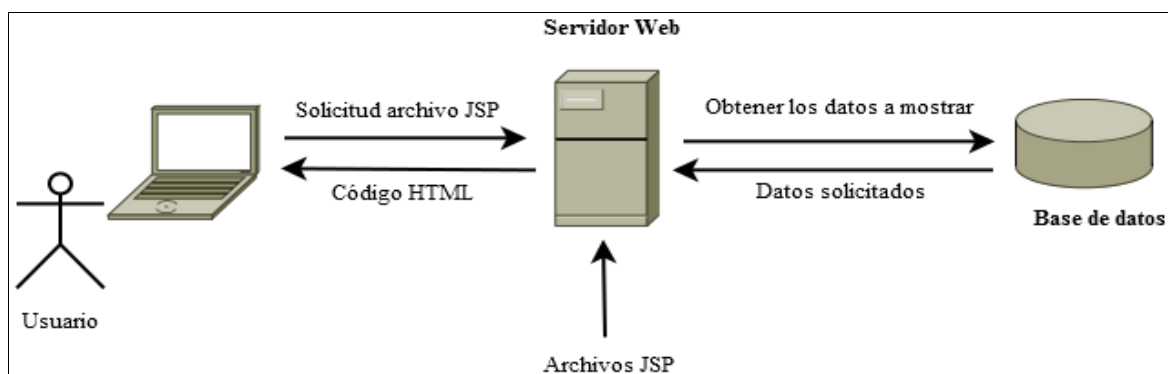 Servidor Web
Solicitud archivo JSP
Obtener los datos a mostrar
Código HTML
Datos solicitados
Base de datos
Usuario
Archivos JSP